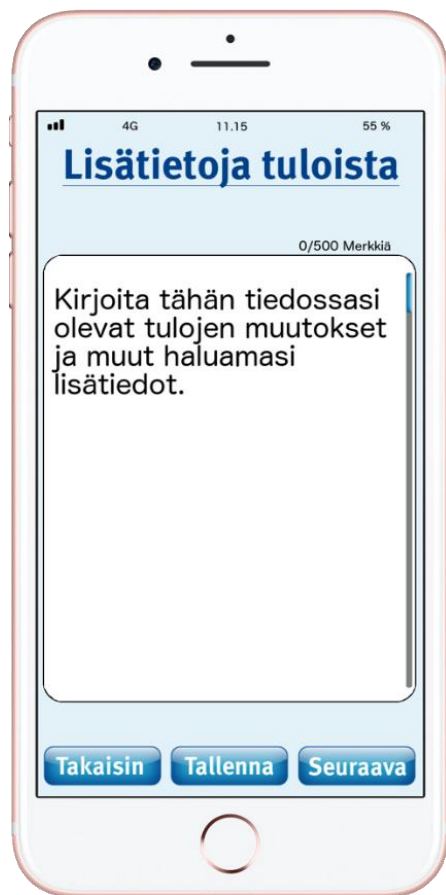 4G 11.15 55 %
Lisätietoja tuloista
0/500 Merkkiä
Kirjoita tähän tiedossasi
olevat tulojen muutokset
ja muut haluamasi
lisätiedot.
Takaisin Tallenna Seuraava